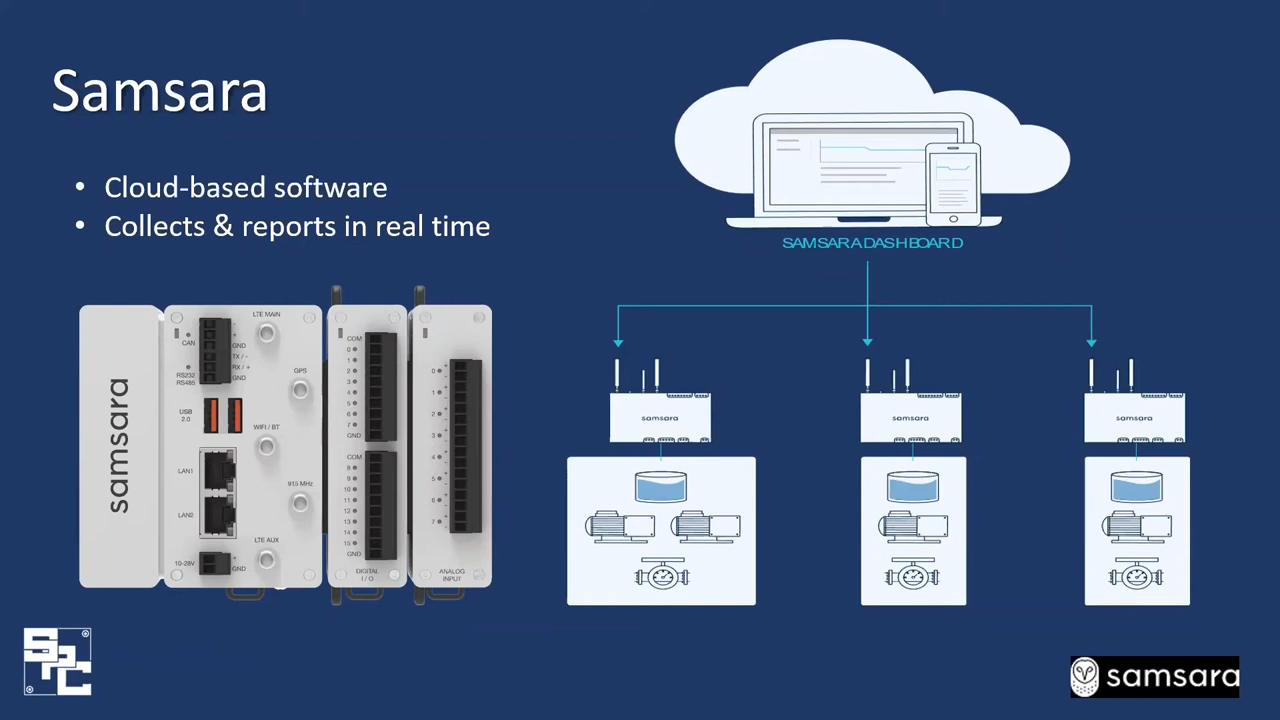 Samsara
• Cloud-based software
• Collects & reports in real time
SAMSARA DASHBOARD
samsara
samsara
samsara
samsara
CAN
GND
TX / -
RX / +
GND
RS232
RS485
USB
2.0
LAN1
LAN2
10-28V
+
GND
LTE MAIN
GPS
WIFI / BT
915 MHz
LTE AUX
COM
0
1
2
3
4
5
6
7
GND
COM
8
9
10
11
12
13
14
15
GND
DIGITAL
I / O
0
1
2
3
4
5
6
7
ANALOG
INPUT
SPC
samsara